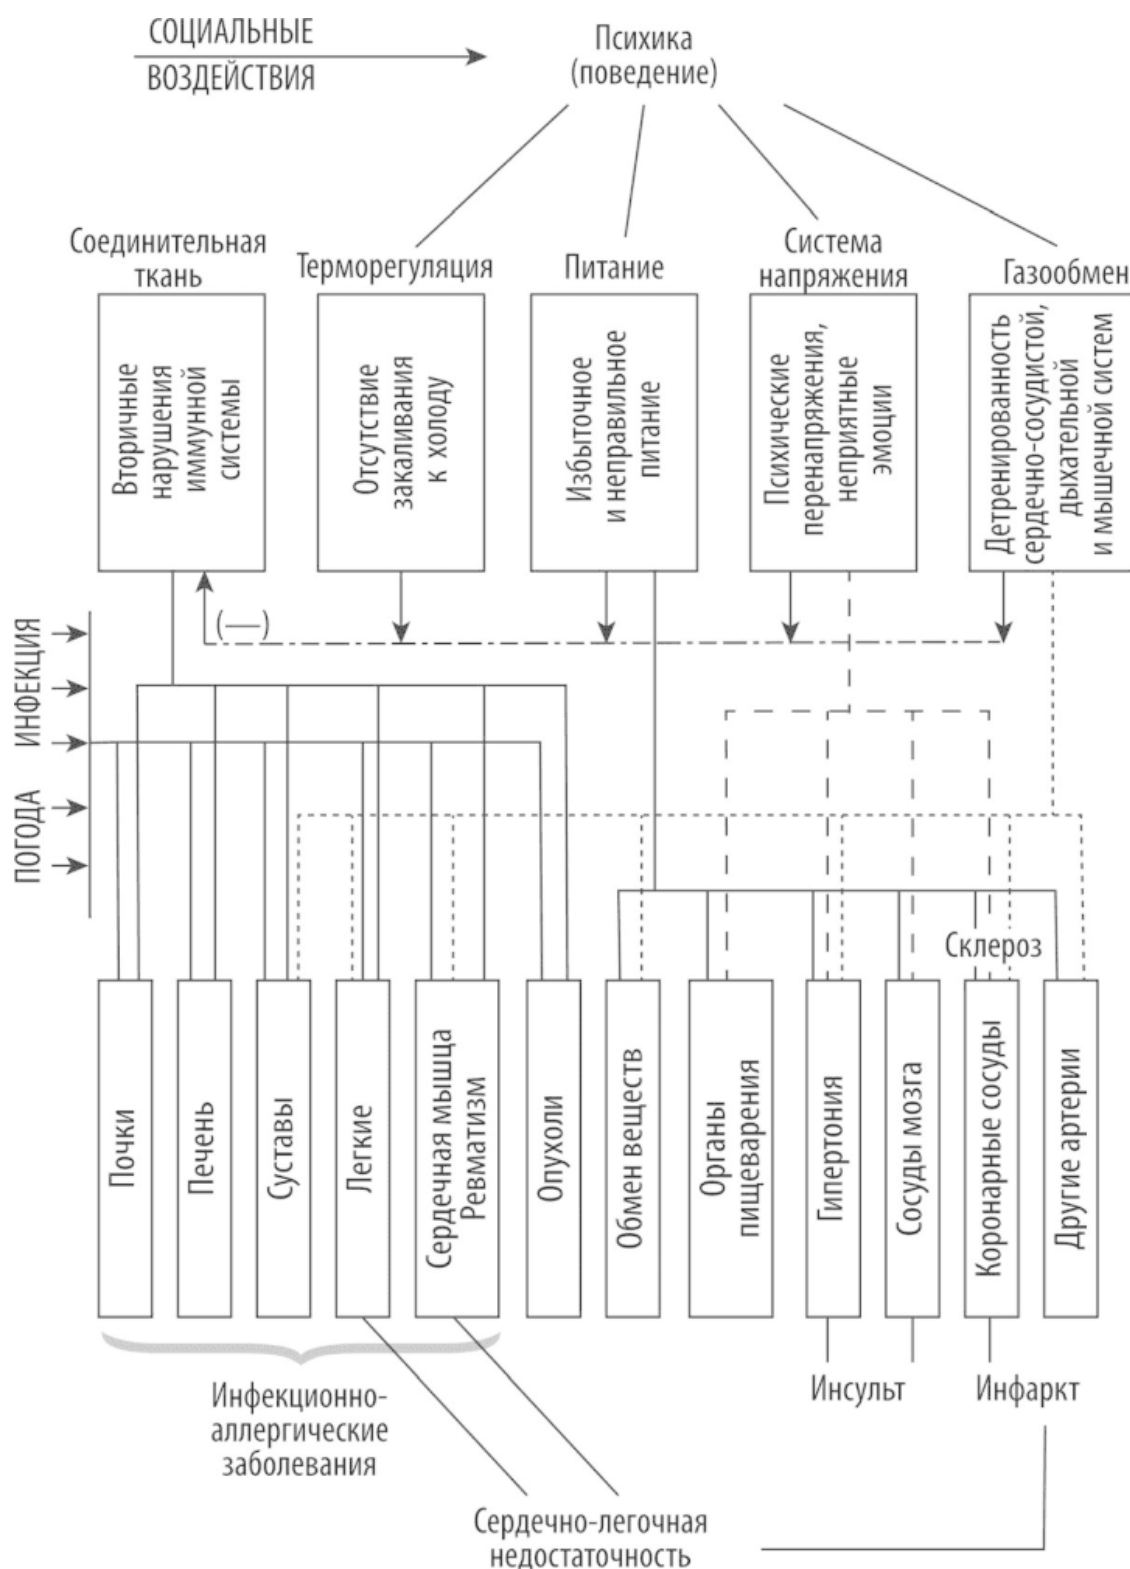 СОЦИАЛЬНЫЕ
ВОЗДЕЙСТВИЯ
Психика
(поведение)
Соединительная
ткань
Терморегуляция
Питание
Система
напряжения
Газообмен
Вторичные
нарушения
иммунной
системы
Отсутствие
закаливания
к холоду
Избыточное
и неправильное
питание
Психические
перенапряжения,
неприятные
эмоции
Детренированность
сердечно-сосудистой,
дыхательной
и мышечной систем
(—)
ИНФЕКЦИЯ
ПОГОДА
Склероз
Почки
Печень
Суставы
Легкие
Сердечная мышца
Ревматизм
Опухоли
Обмен веществ
Органы
пищеварения
Гипертония
Сосуды мозга
Коронарные сосуды
Другие артерии
Инфекционно-
аллергические
заболевания
Инсульт
Инфаркт
Сердечно-легочная
недостаточность